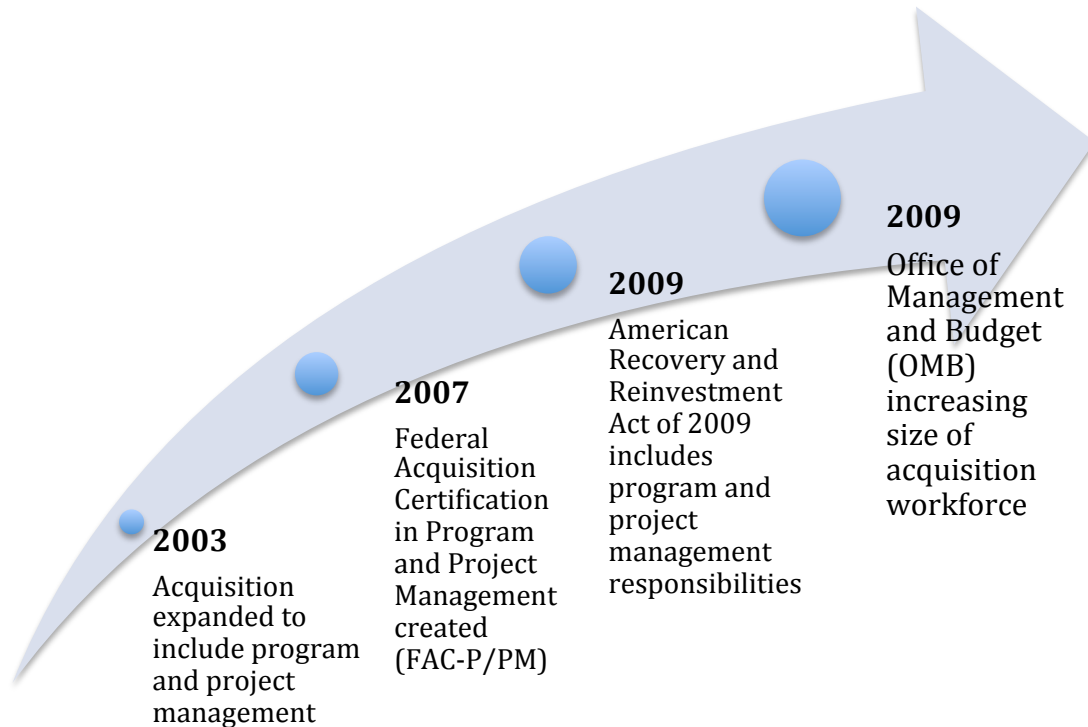 2003
Acquisition
expanded to
include program
and project
management
2007
Federal
Acquisition
Certification
in Program
and Project
Management
created
(FAC-P/PM)
2009
American
Recovery and
Reinvestment
Act of 2009
includes
program and
project
management
responsibilities
2009
Office of
Management
and Budget
(OMB)
increasing
size of
acquisition
workforce